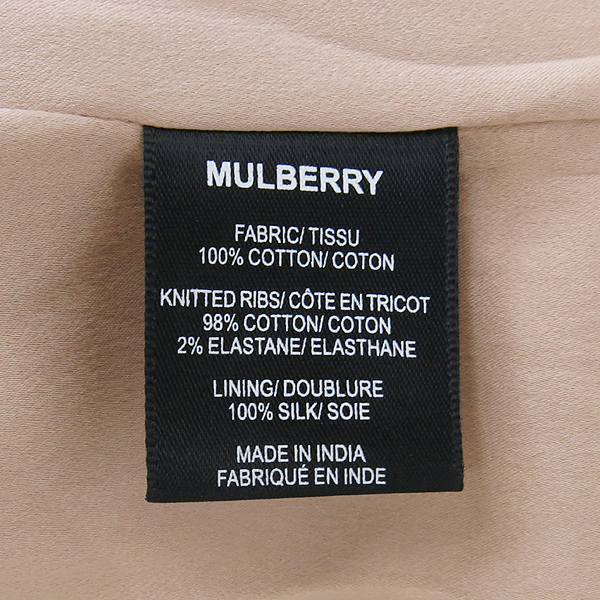 MULBERRY
FABRIC/ TISSU
100% COTTON/ COTON
KNITTED RIBS/ CÔTE EN TRICOT
98% COTTON/ COTON
2% ELASTANE/ ELASTHANE
LINING/ DOUBLURE
100% SILK/ SOIE
MADE IN INDIA
FABRIQUÉ EN INDE